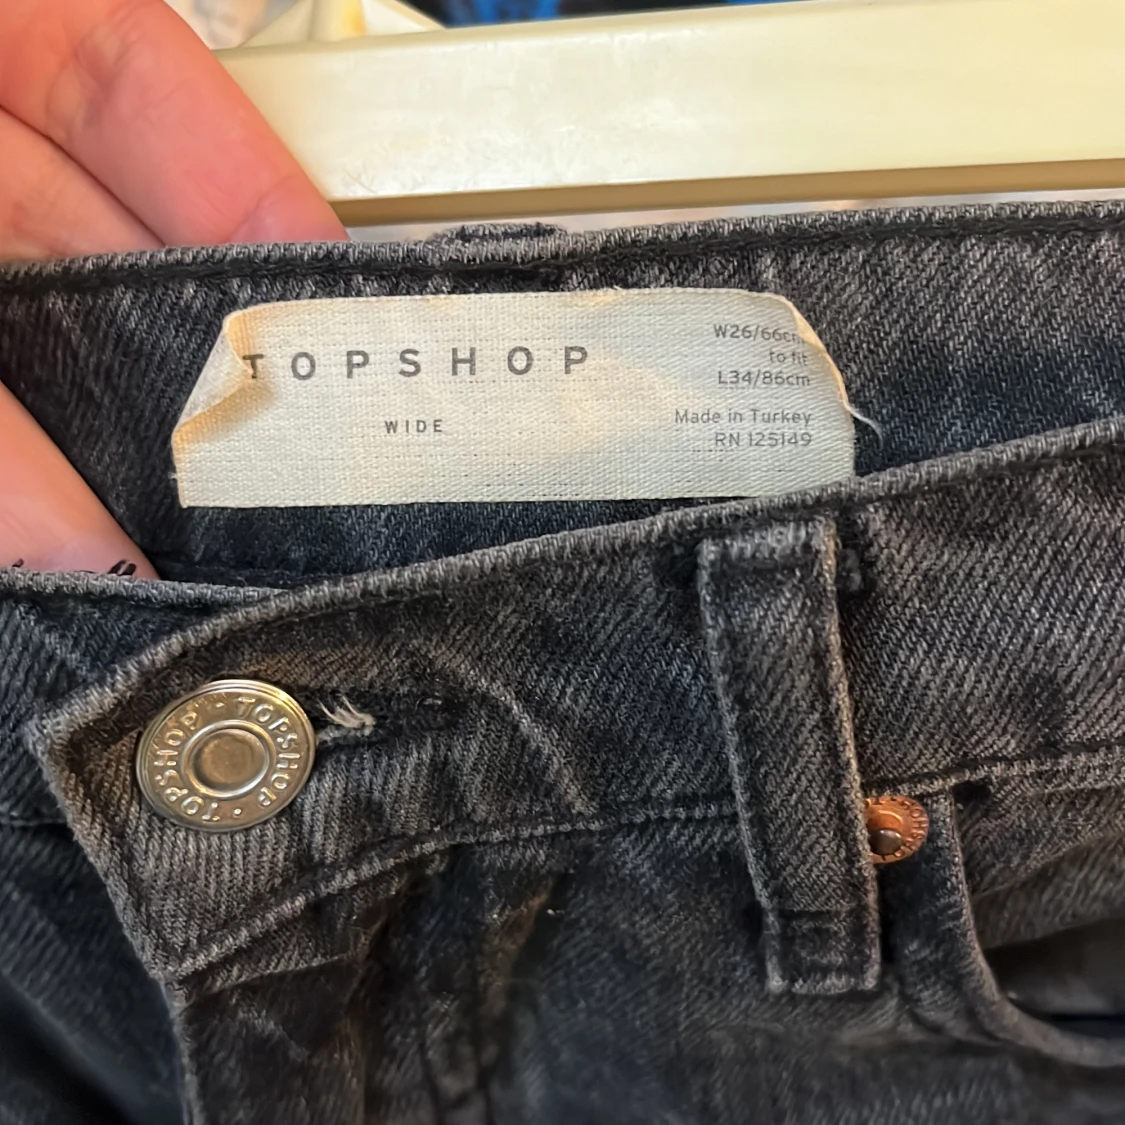 TOPSHOP
WIDE
W26/66cm
to fit
L34/86cm
Made in Turkey
RN 125149
TOPSHOP · TOPSHOP ·